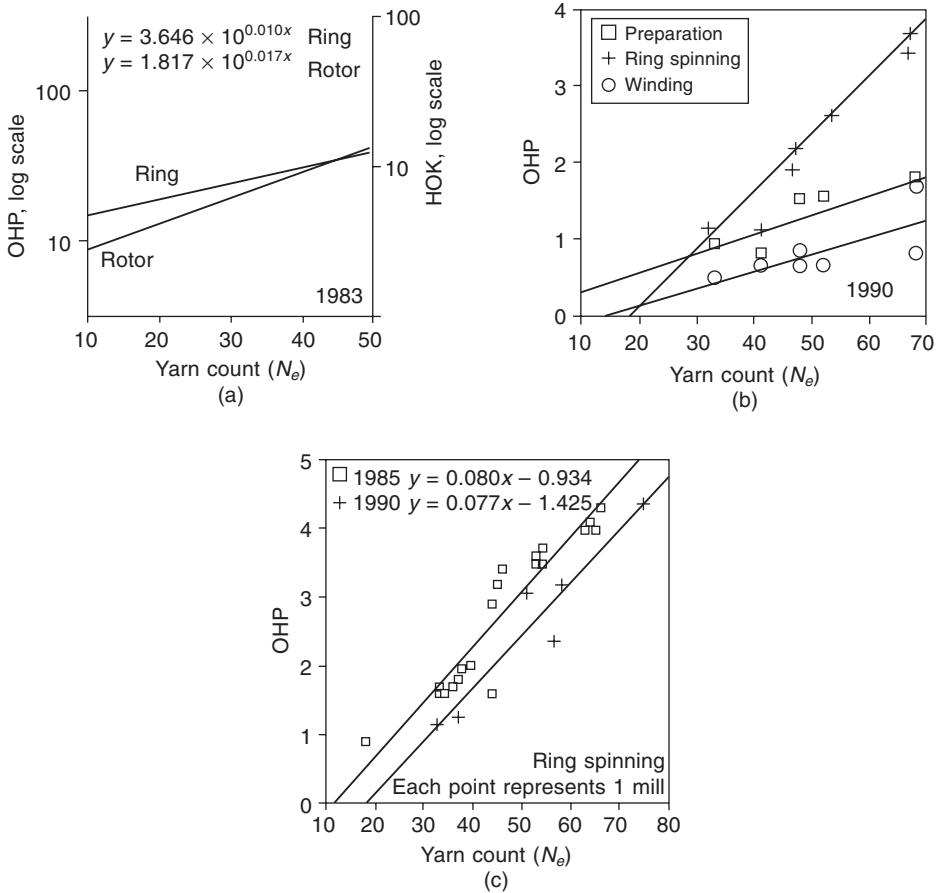 y = 3.646 × 10^0.010x Ring
y = 1.817 × 10^0.017x Rotor
OHP, log scale
100
10
HOK, log scale
100
10
Ring
Rotor
1983
10 20 30 40 50
Yarn count (Ne)
(a)
OHP
4
3
2
1
0
Preparation
Ring spinning
Winding
1990
10 20 30 40 50 60 70
Yarn count (Ne)
(b)
OHP
5
4
3
2
1
0
1985 y = 0.080x – 0.934
1990 y = 0.077x – 1.425
Ring spinning
Each point represents 1 mill
10 20 30 40 50 60 70 80
Yarn count (Ne)
(c)